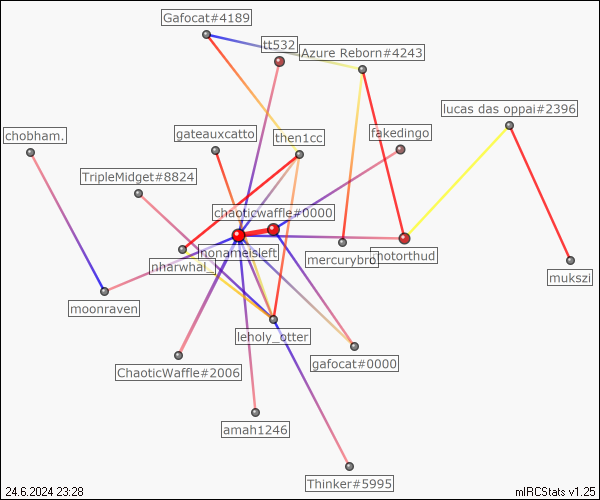 Gafocat#4189
tt532
Azure Reborn#4243
lucas das oppai#2396
chobham.
gateauxcatto
then1cc
fakedingo
TripleMidget#8824
chaoticwaffle#0000
nonameisleft
nharwhal_
mercurybro
motorthud
mukszi
moonraven
leholy_otter
gafocat#0000
ChaoticWaffle#2006
amah1246
Thinker#5995
24.6.2024 23:28
mIRCStats v1.25